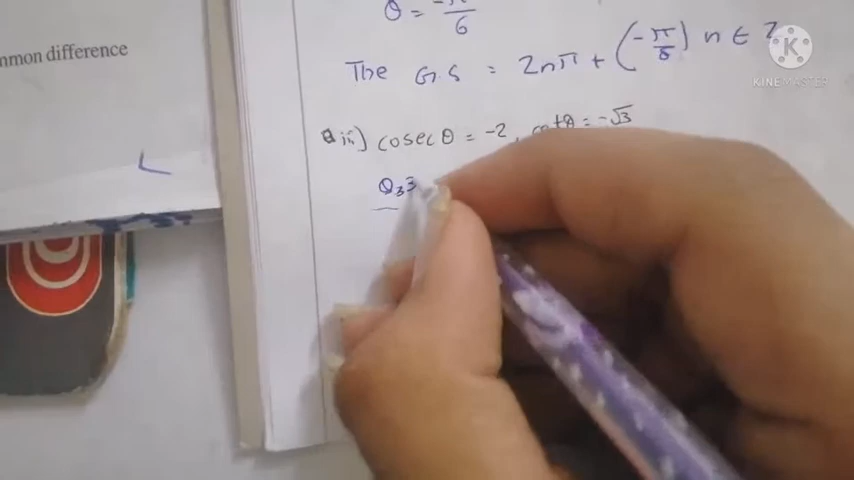 θ = -π/6
mmon difference
The G.S = 2nπ + (-π/6) n ∈ Z
K
KINEMASTER
Q iii) cosec θ = -2, cot θ = -√3
Q3